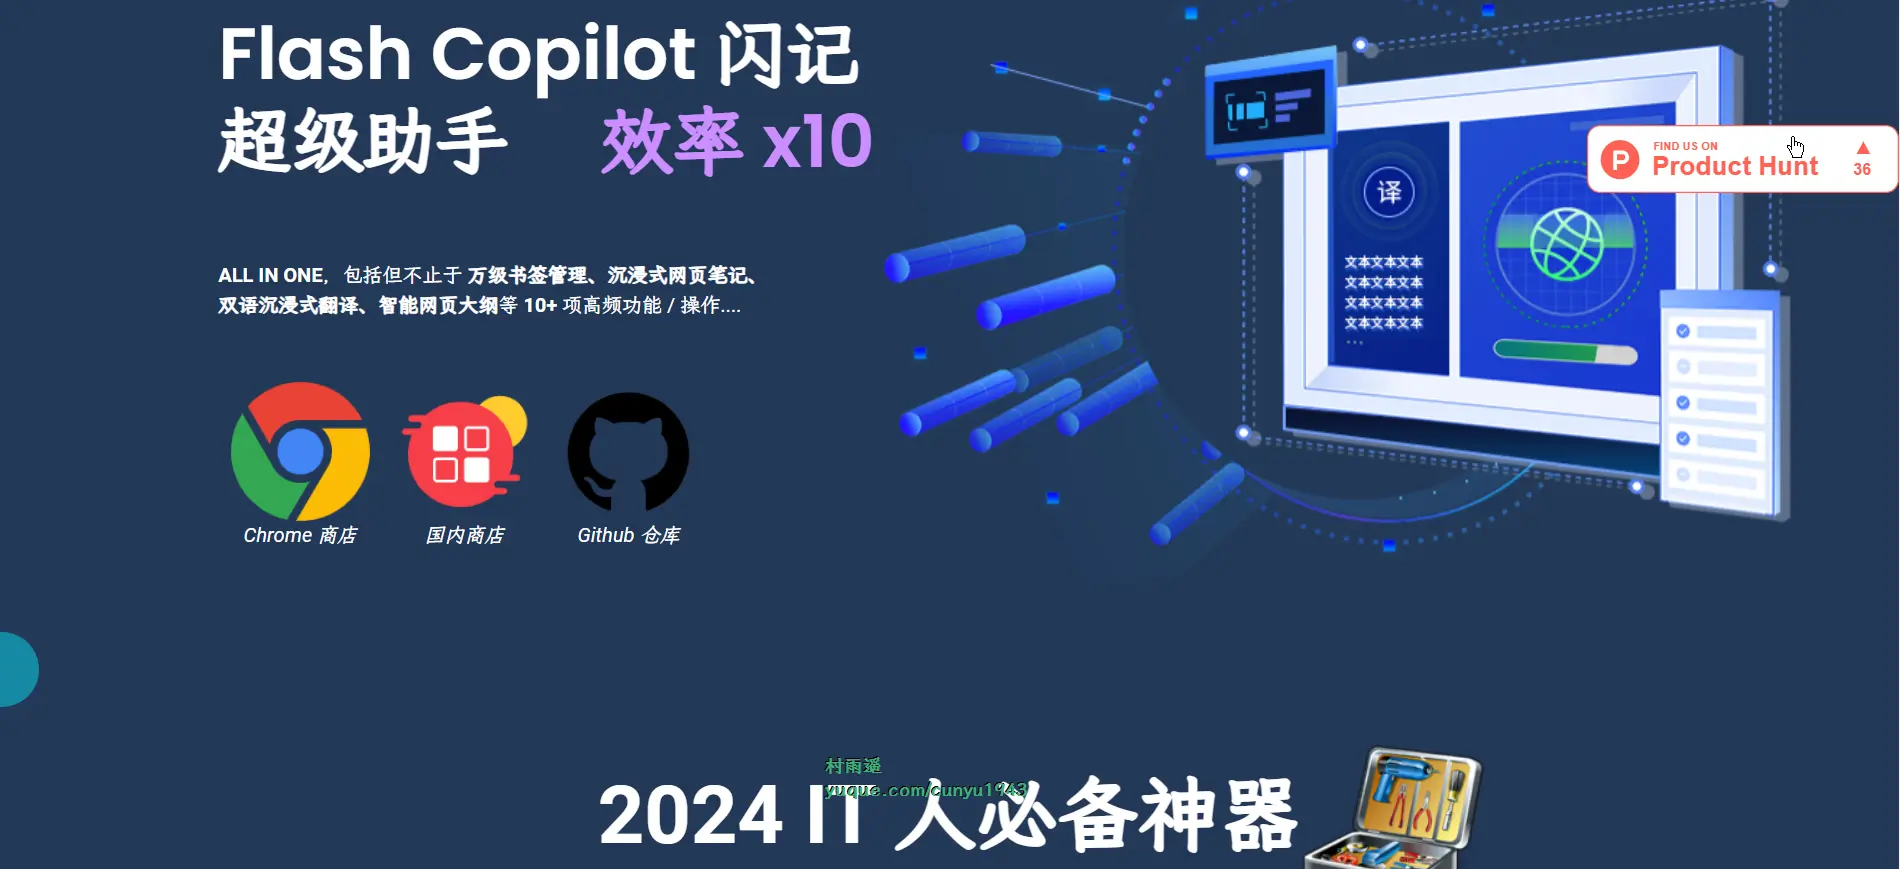 Flash Copilot 闪记
超级助手 效率 x10
ALL IN ONE，包括但不止于 万级书签管理、沉浸式网页笔记、
双语沉浸式翻译、智能网页大纲等 10+ 项高频功能 / 操作....
Chrome 商店
国内商店
Github 仓库
译
文本文本文本
文本文本文本
文本文本文本
文本文本文本
...
FIND US ON
Product Hunt
36
村雨遥
yuque.com/cunyu1943
2024 IT 人必备神器